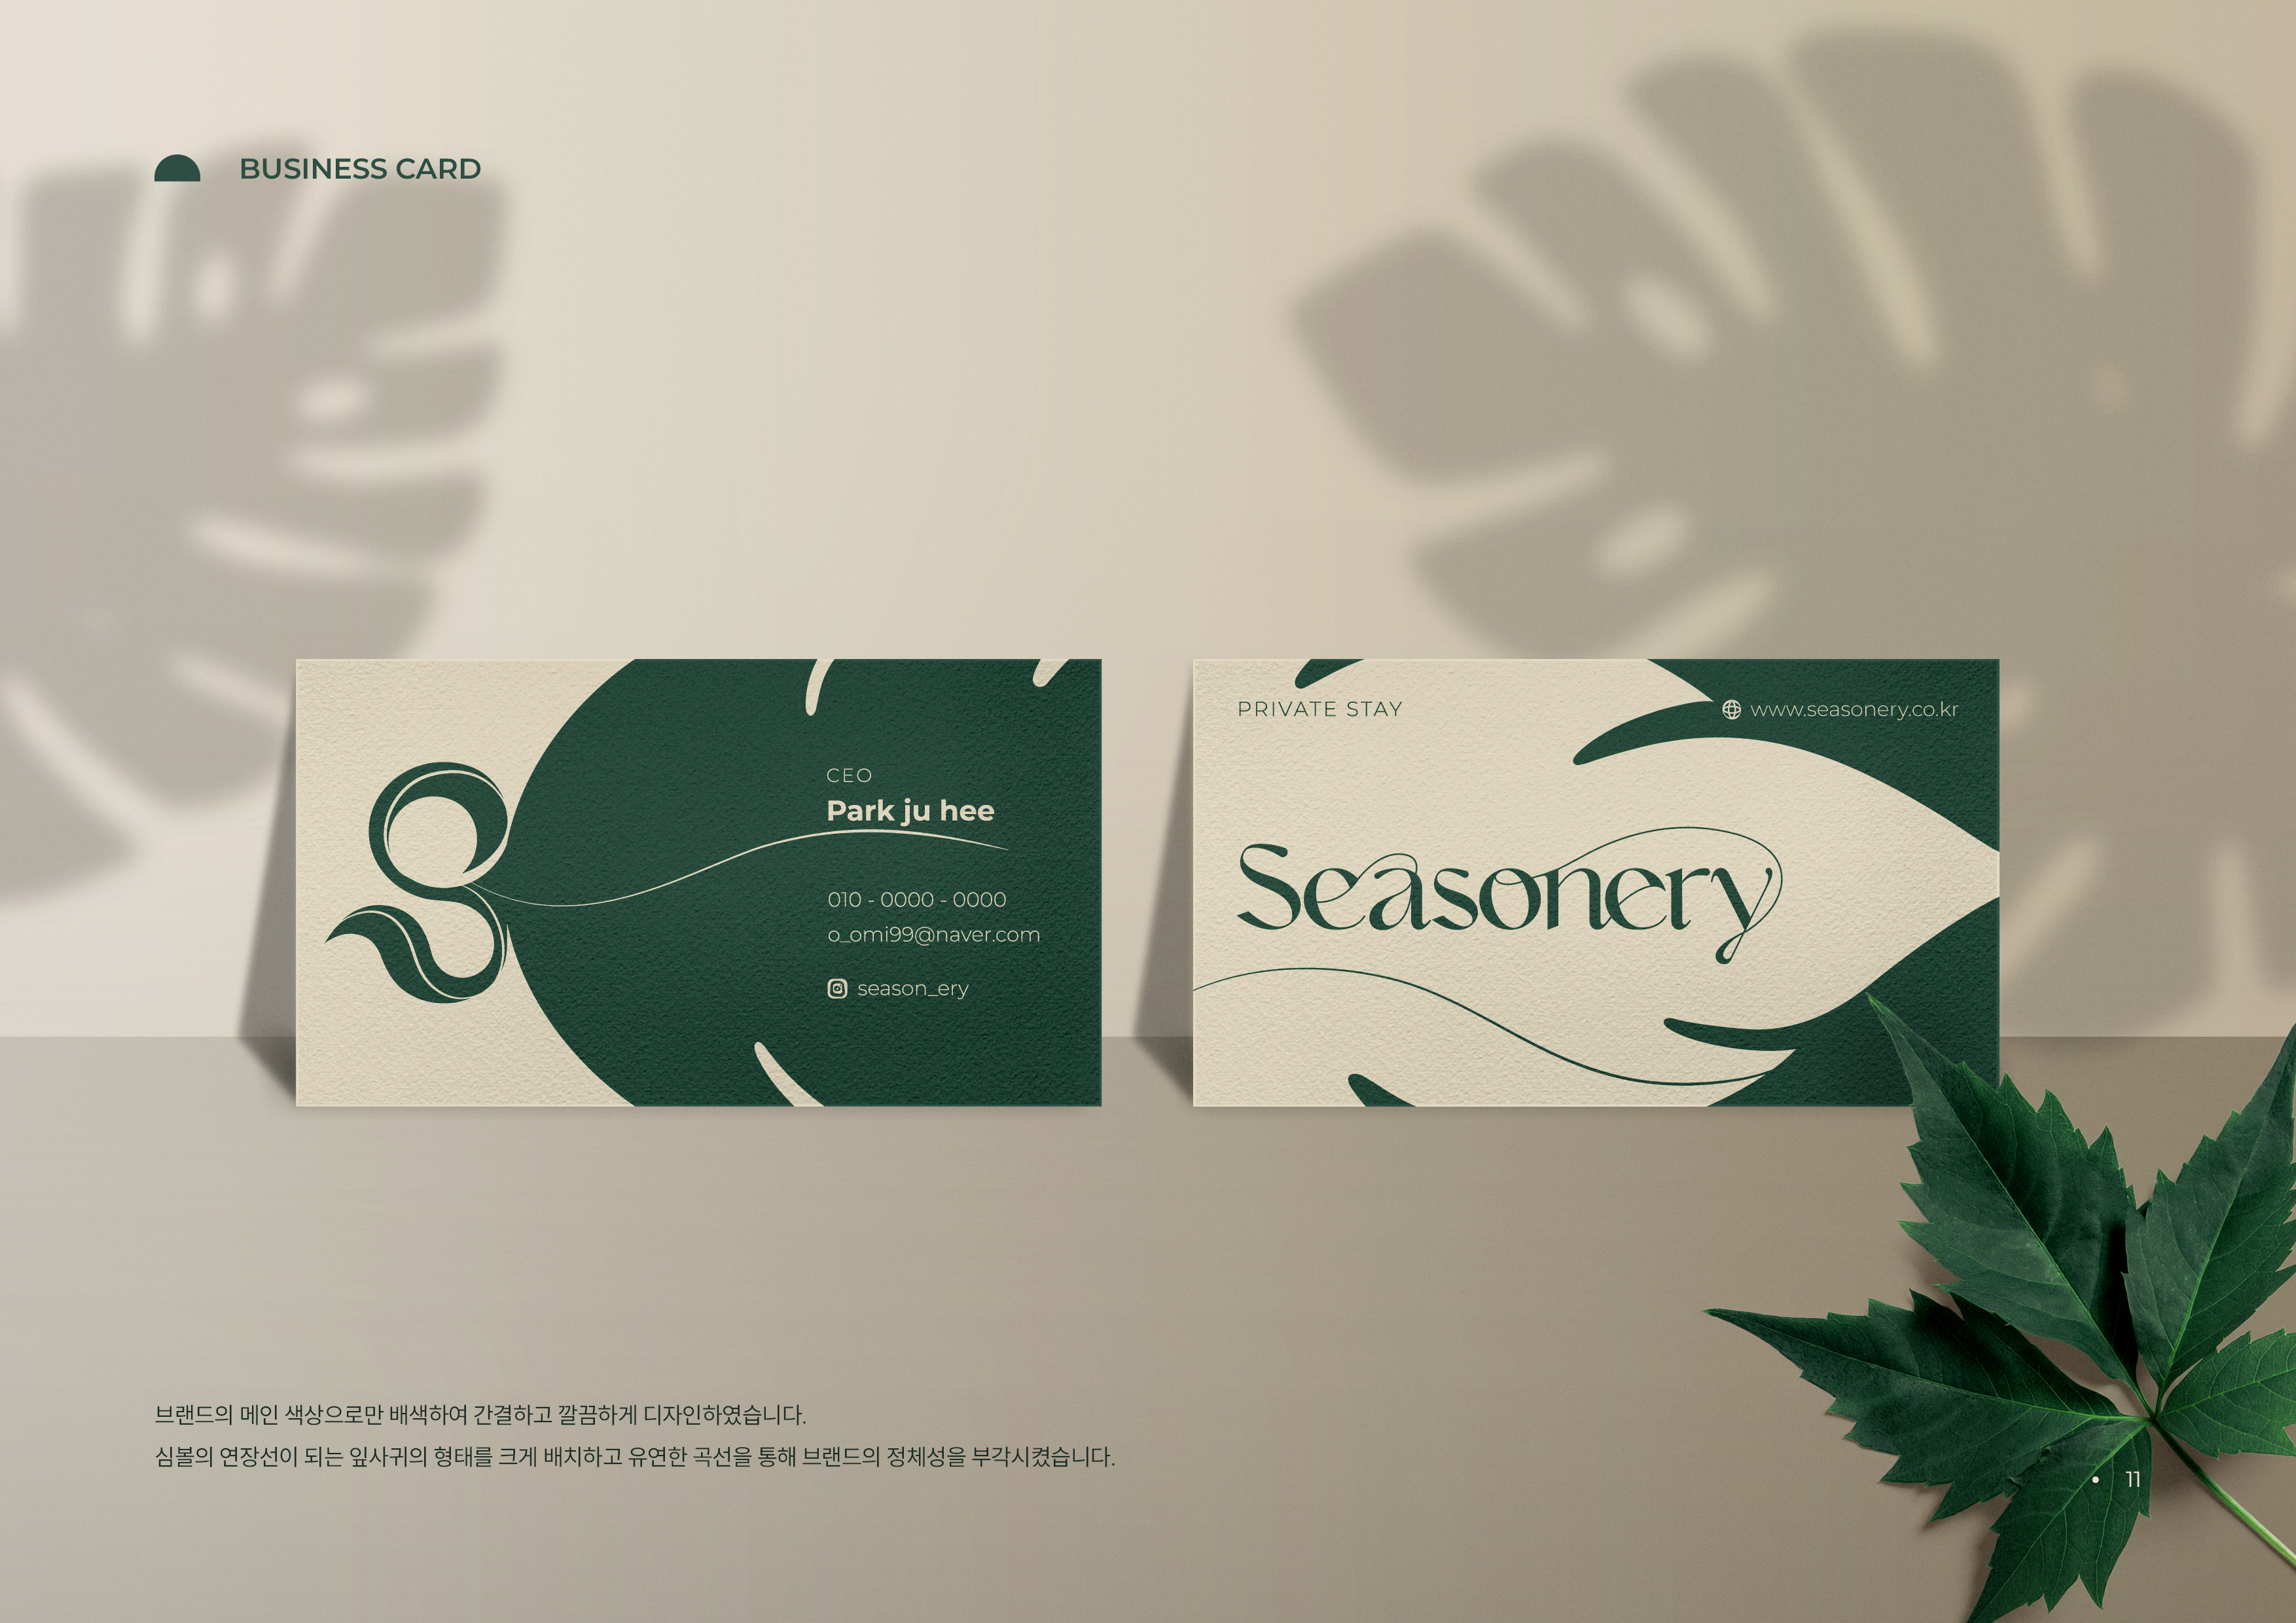 BUSINESS CARD
CEO
Park ju hee
010 - 0000 - 0000
o_omi99@naver.com
season_ery
PRIVATE STAY
www.seasonery.co.kr
Seasonery
브랜드의 메인 색상으로만 배색하여 간결하고 깔끔하게 디자인하였습니다.
심볼의 연장선이 되는 잎사귀의 형태를 크게 배치하고 유연한 곡선을 통해 브랜드의 정체성을 부각시켰습니다.
11